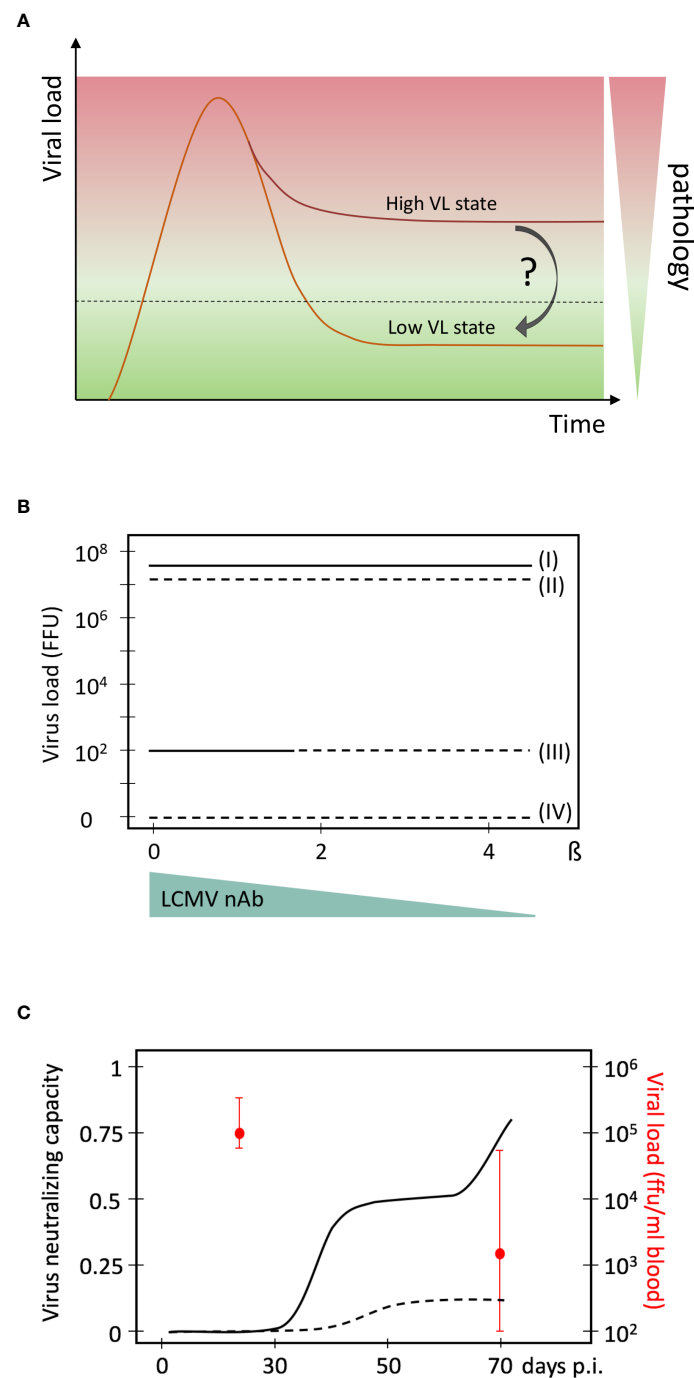 A
Viral load
High VL state
?
Low VL state
Time
pathology
B
Virus load (FFU)
10⁸
10⁶
10⁴
10²
0
(I)
(II)
(III)
(IV)
0 2 4 ß
LCMV nAb
C
Virus neutralizing capacity
1
0.75
0.5
0.25
0
10⁶
10⁵
10⁴
10³
10²
Viral load (ffu/ml blood)
0 30 50 70 days p.i.